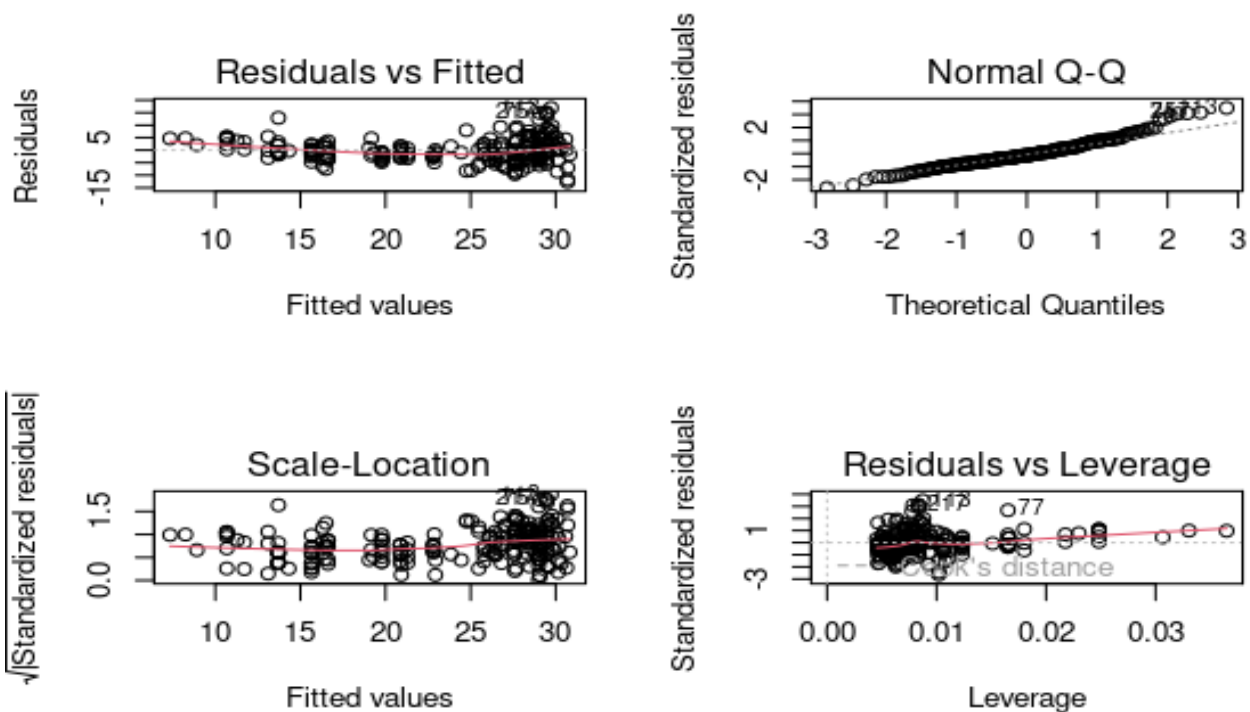 Residuals vs Fitted
Residuals
5
-15
10 15 20 25 30
Fitted values
Normal Q-Q
Standardized residuals
2
-2
-3 -2 -1 0 1 2 3
Theoretical Quantiles
Scale-Location
√|Standardized residuals|
1.5
0.0
10 15 20 25 30
Fitted values
Residuals vs Leverage
Standardized residuals
1
-3
77
Cook's distance
0.00 0.01 0.02 0.03
Leverage